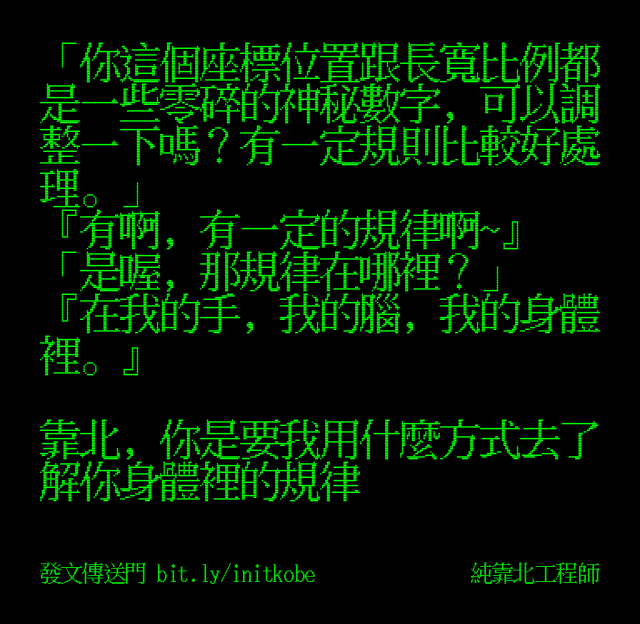 「你這個座標位置跟長寬比例都
是一些零碎的神秘數字，可以調
整一下嗎？有一定規則比較好處
理。」
『有啊，有一定的規律啊~』
「是喔，那規律在哪裡？」
『在我的手，我的腦，我的身體
裡。』
靠北，你是要我用什麼方式去了
解你身體裡的規律
發文傳送門 bit.ly/initkobe
純靠北工程師